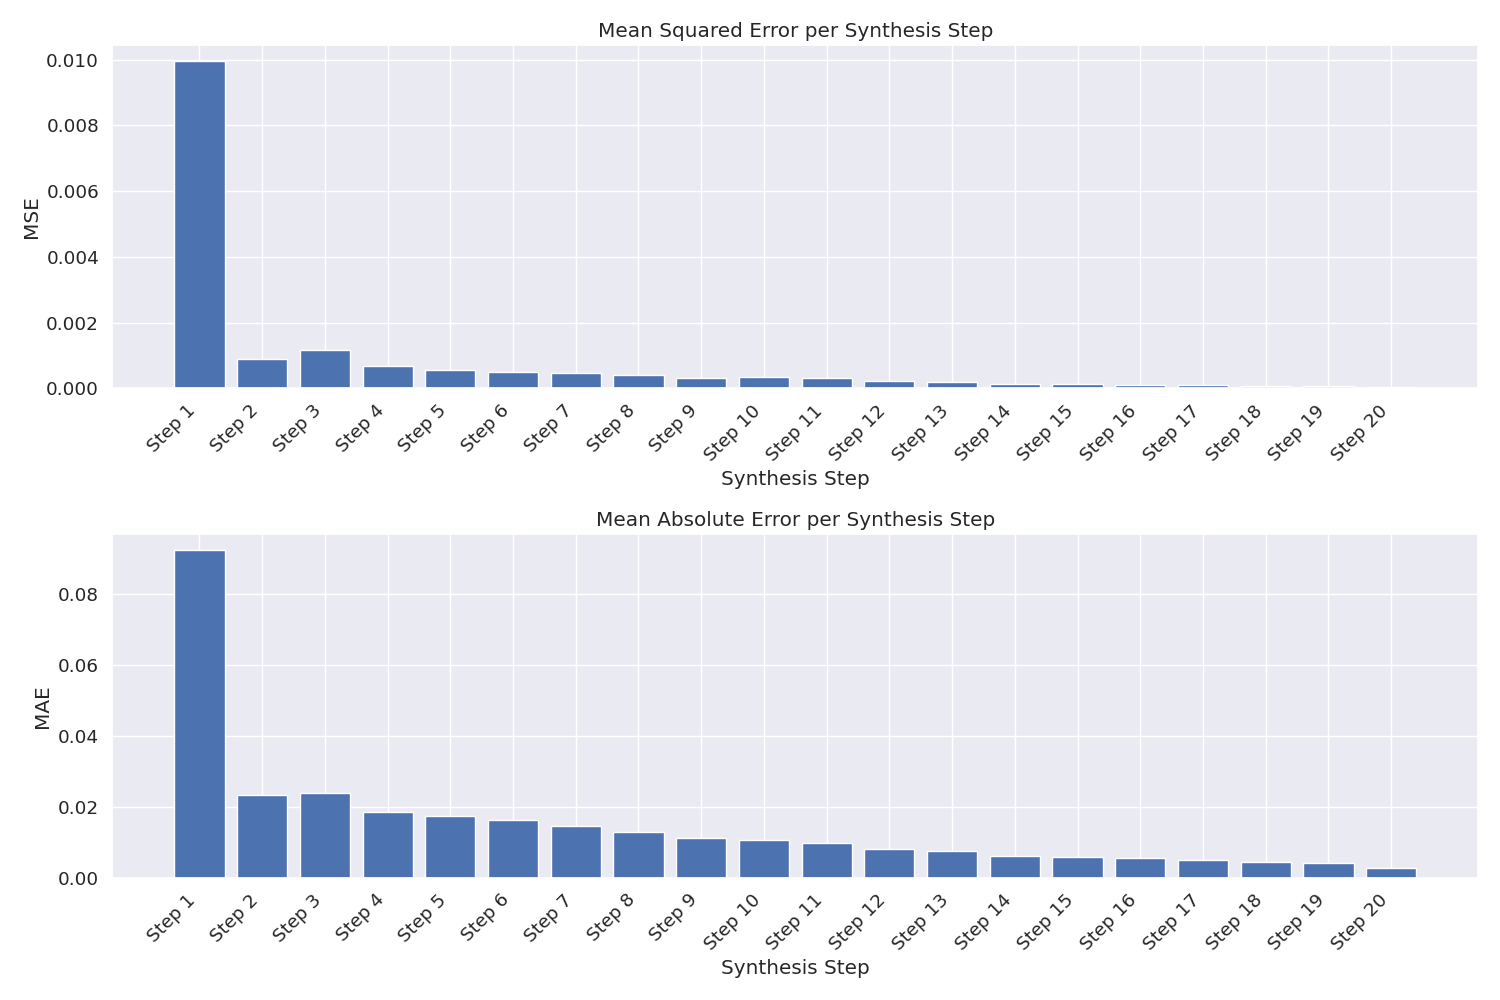 Mean Squared Error per Synthesis Step
0.010
0.008
0.006
0.004
0.002
0.000
MSE
Step 1
Step 2
Step 3
Step 4
Step 5
Step 6
Step 7
Step 8
Step 9
Step 10
Step 11
Step 12
Step 13
Step 14
Step 15
Step 16
Step 17
Step 18
Step 19
Step 20
Synthesis Step
Mean Absolute Error per Synthesis Step
0.08
0.06
0.04
0.02
0.00
MAE
Step 1
Step 2
Step 3
Step 4
Step 5
Step 6
Step 7
Step 8
Step 9
Step 10
Step 11
Step 12
Step 13
Step 14
Step 15
Step 16
Step 17
Step 18
Step 19
Step 20
Synthesis Step